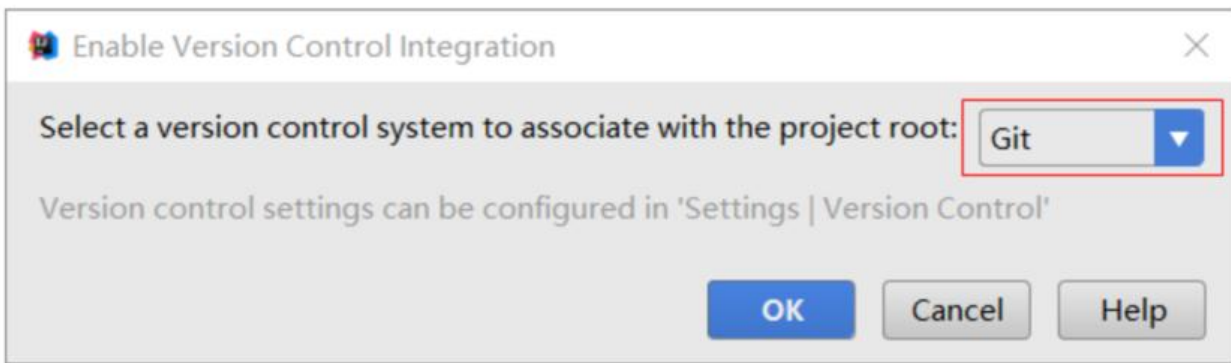 Enable Version Control Integration
Select a version control system to associate with the project root: Git
Version control settings can be configured in 'Settings | Version Control'
OK Cancel Help